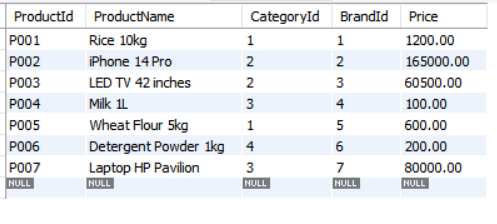 ProductId ProductName CategoryId BrandId Price
P001 Rice 10kg 1 1 1200.00
P002 iPhone 14 Pro 2 2 165000.00
P003 LED TV 42 inches 2 3 60500.00
P004 Milk 1L 3 4 100.00
P005 Wheat Flour 5kg 1 5 600.00
P006 Detergent Powder 1kg 4 6 200.00
P007 Laptop HP Pavilion 3 7 80000.00
NULL NULL NULL NULL NULL